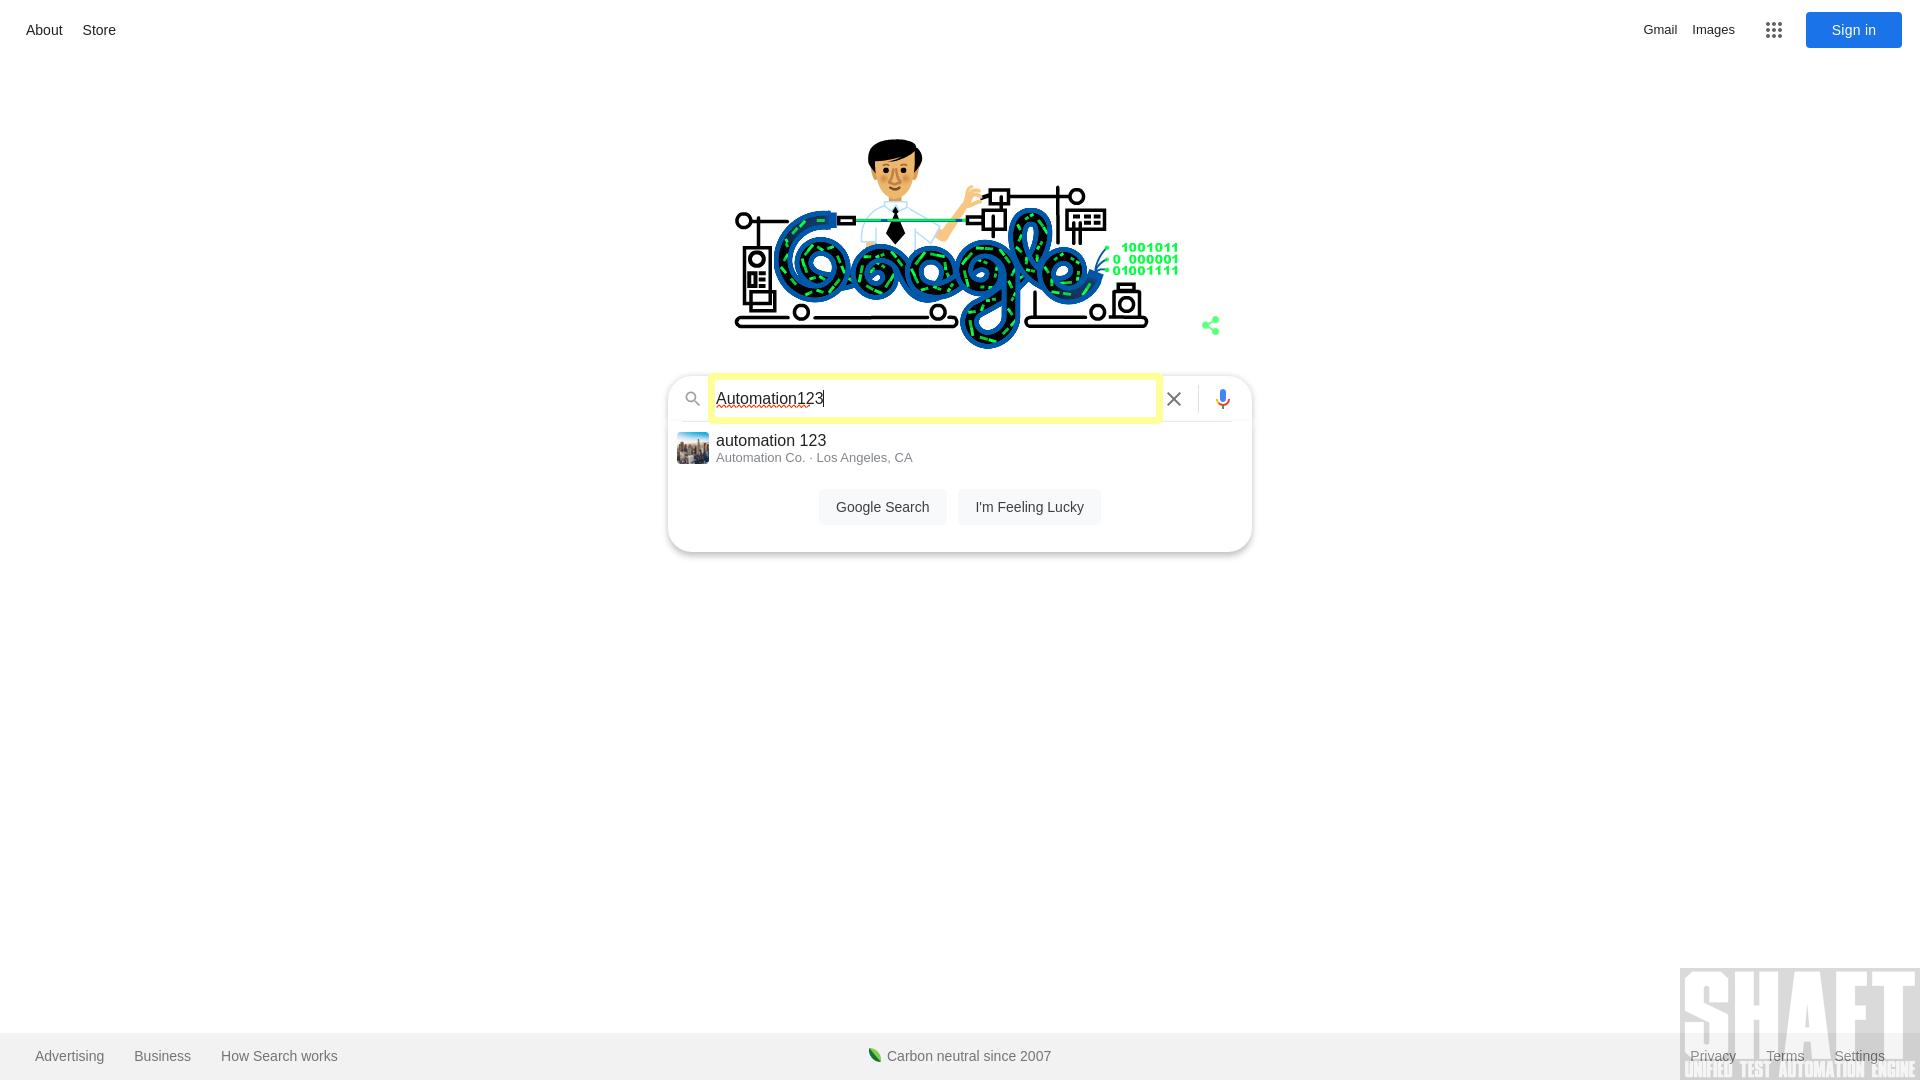 About Store
Gmail Images Sign in
Google
1001011
0 000001
01001111
Automation123
automation 123
Automation Co. · Los Angeles, CA
Google Search I'm Feeling Lucky
SHAFT
UNIFIED TEST AUTOMATION ENGINE
Advertising Business How Search works Carbon neutral since 2007 Privacy Terms Settings